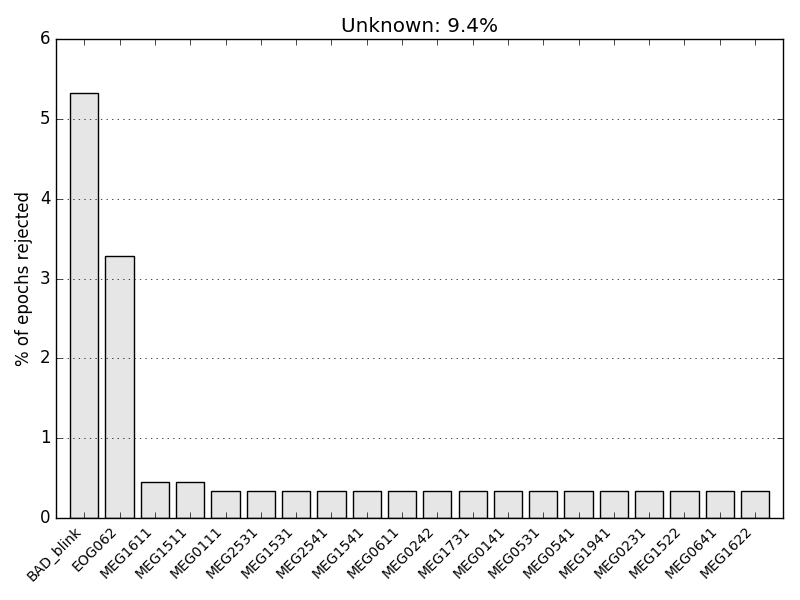 Unknown: 9.4%
% of epochs rejected
6
5
4
3
2
1
0
BAD_blink
EOG062
MEG1611
MEG1511
MEG0111
MEG2531
MEG1531
MEG2541
MEG1541
MEG0611
MEG0242
MEG1731
MEG0141
MEG0531
MEG0541
MEG1941
MEG0231
MEG1522
MEG0641
MEG1622